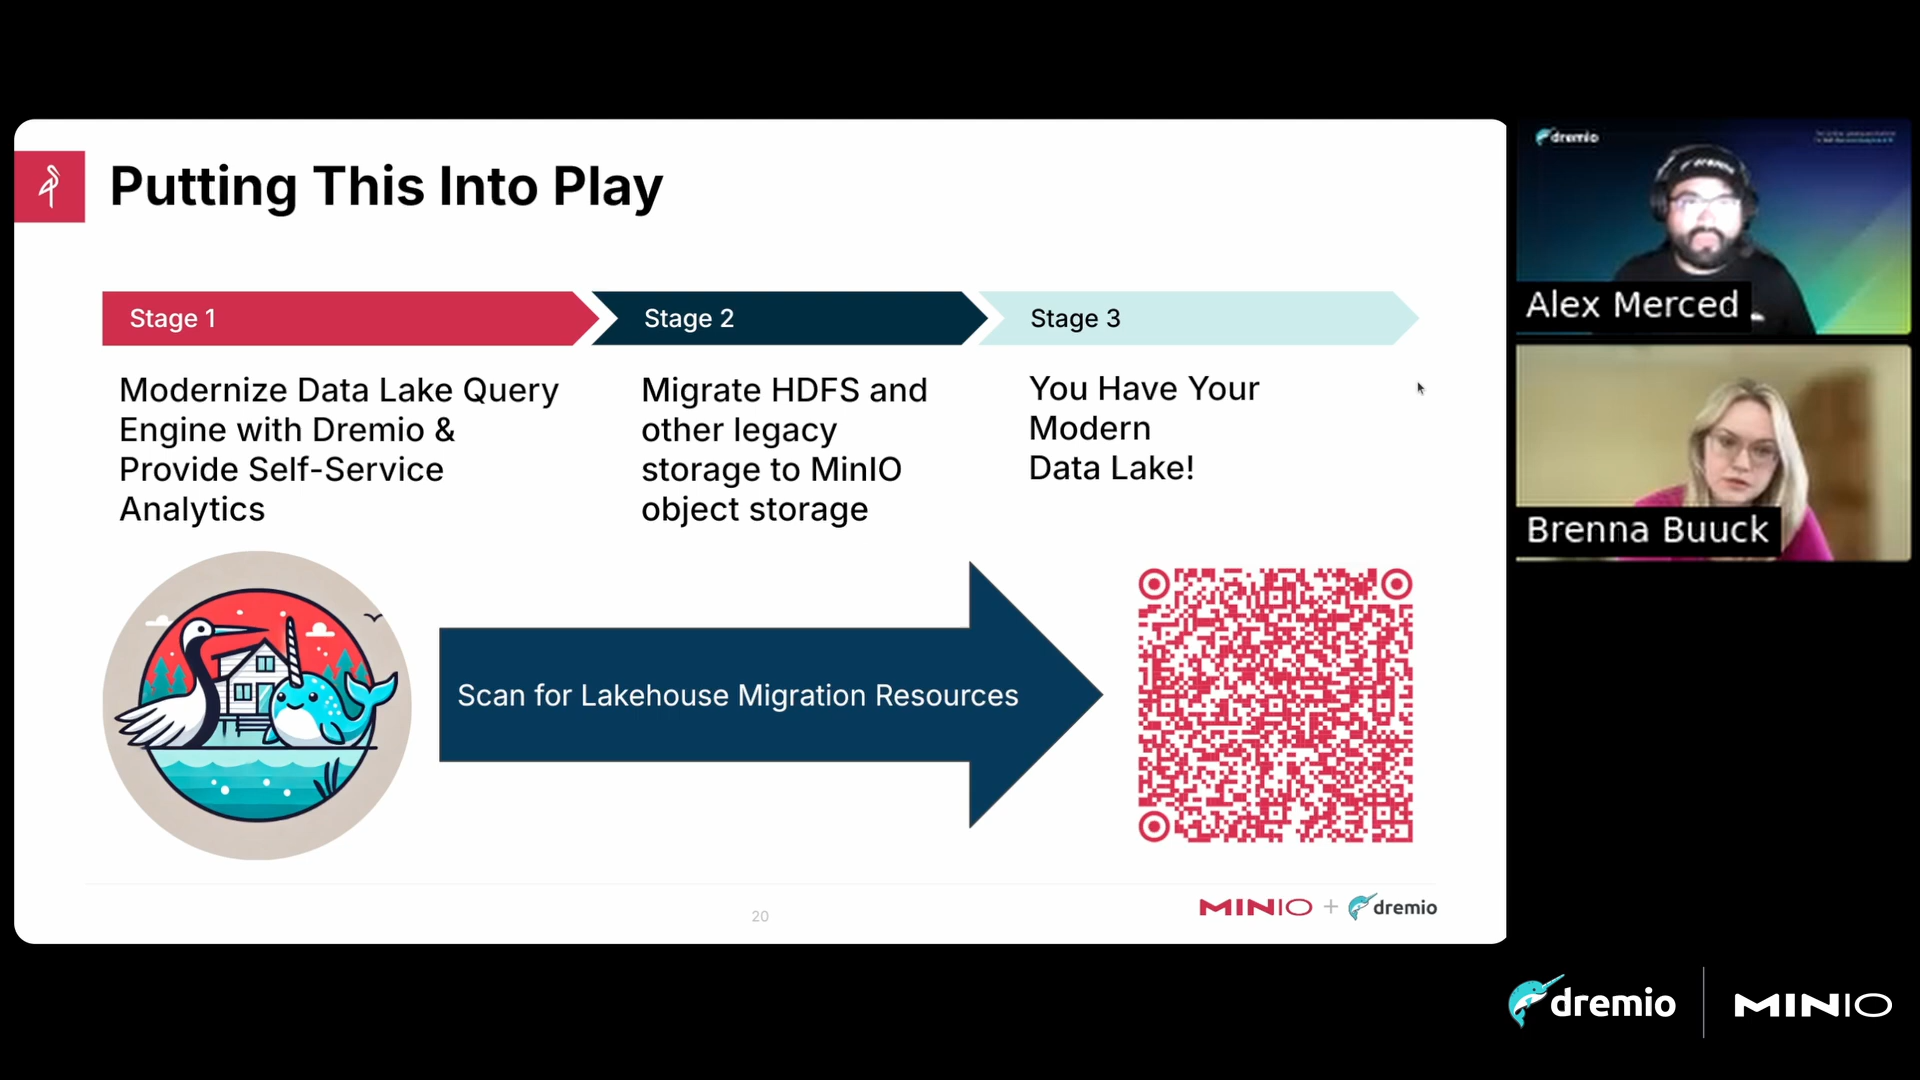 Putting This Into Play
Stage 1
Stage 2
Stage 3
Modernize Data Lake Query
Engine with Dremio &
Provide Self-Service
Analytics
Migrate HDFS and
other legacy
storage to MinIO
object storage
You Have Your
Modern
Data Lake!
Scan for Lakehouse Migration Resources
20
MINIO + dremio
dremio
Alex Merced
Brenna Buuck
dremio | MINIO